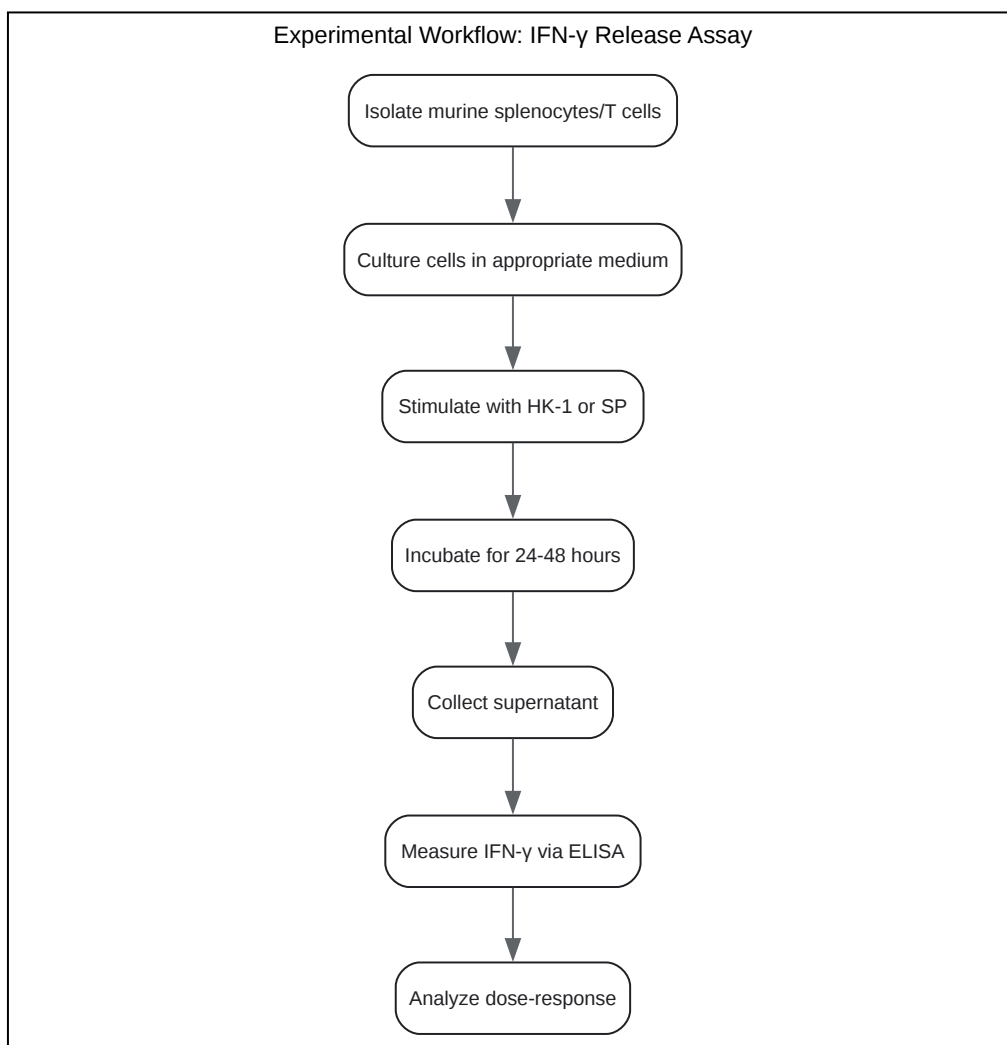 Experimental Workflow: IFN-γ Release Assay
Isolate murine splenocytes/T cells
Culture cells in appropriate medium
Stimulate with HK-1 or SP
Incubate for 24-48 hours
Collect supernatant
Measure IFN-γ via ELISA
Analyze dose-response